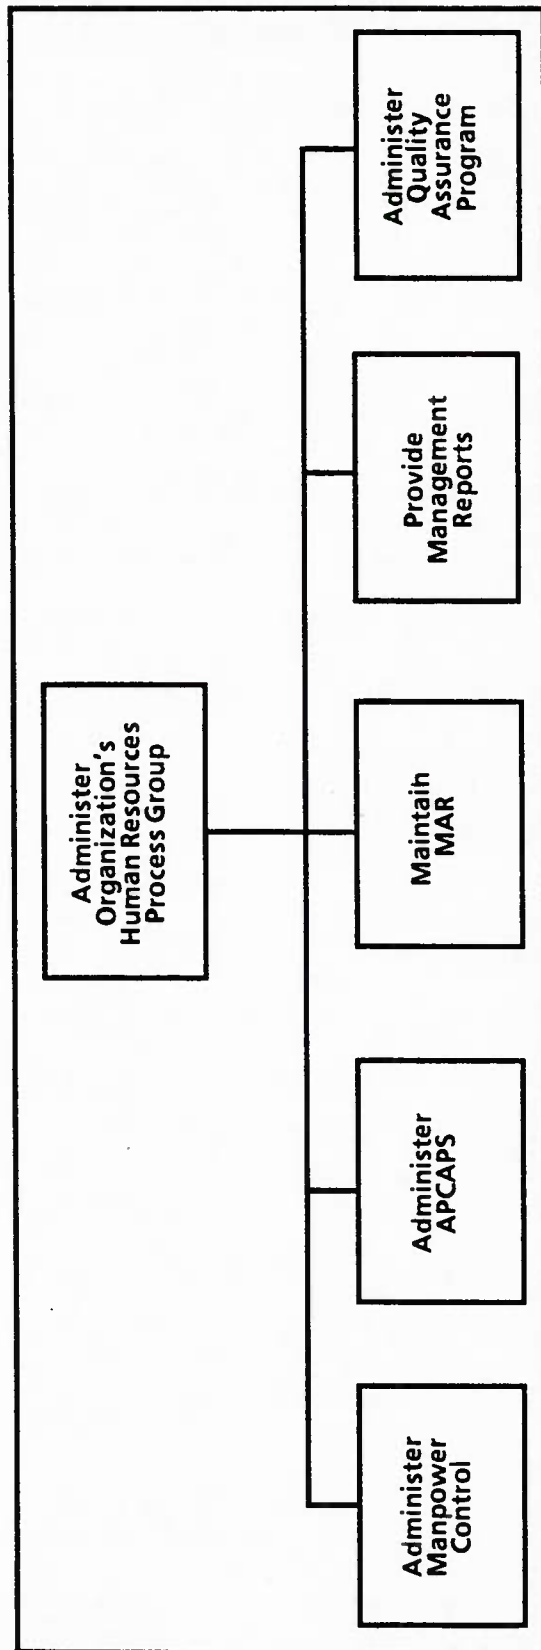 Administer
Organization's
Human Resources
Process Group
Administer
Manpower
Control
Administer
APCAPS
Maintain
MAR
Provide
Management
Reports
Administer
Quality
Assurance
Program